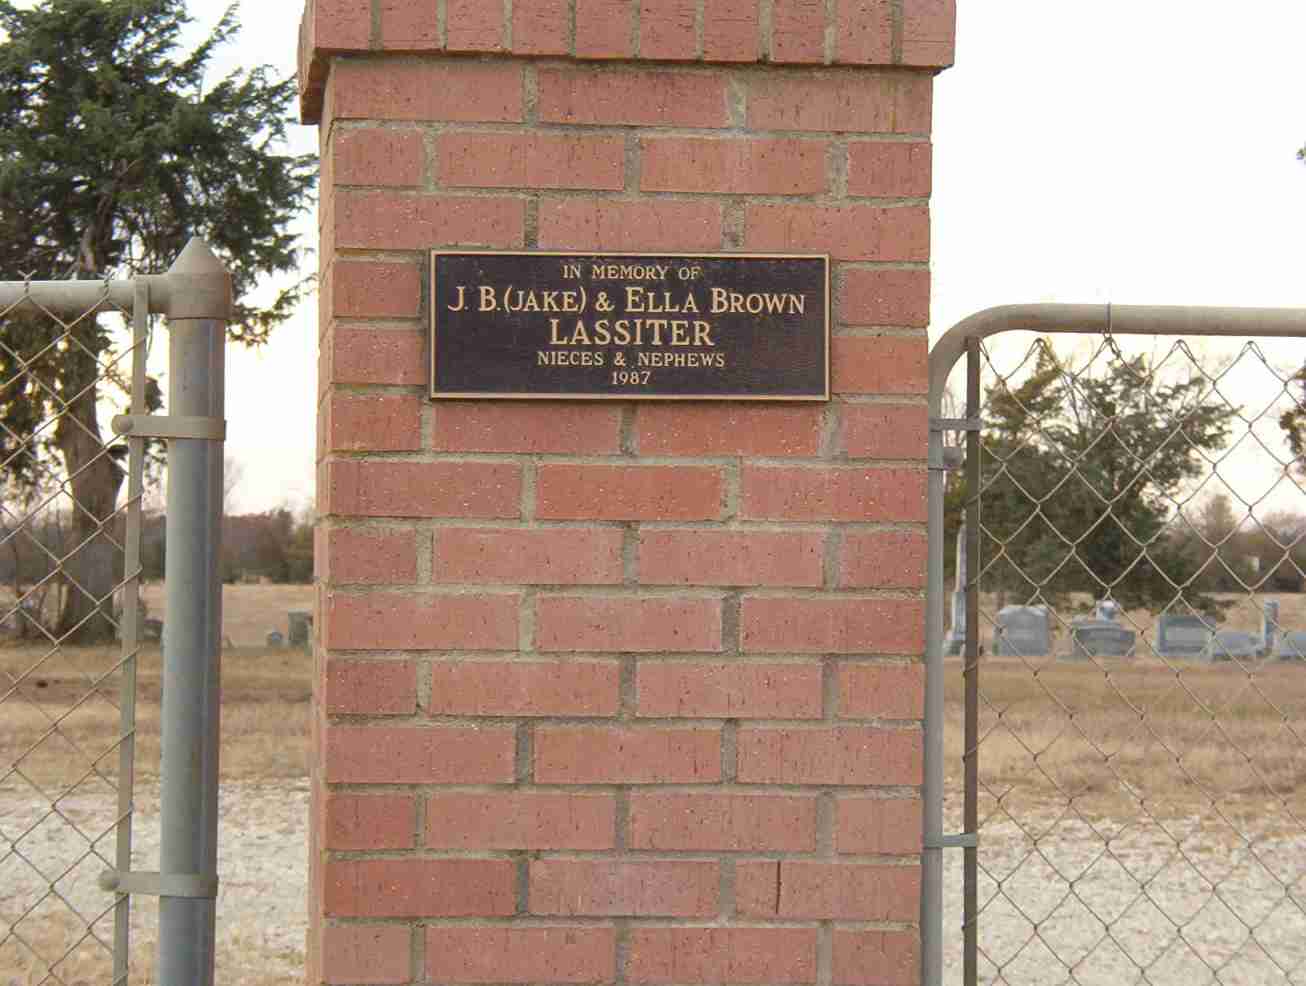 IN MEMORY OF
J. B. (JAKE) & ELLA BROWN
LASSITER
NIECES & NEPHEWS
1987